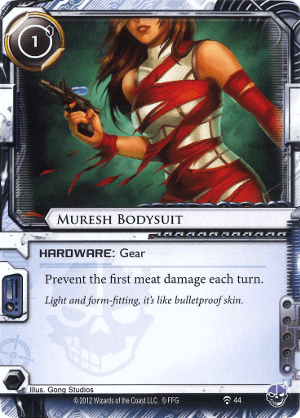 1
MURESH BODYSUIT
HARDWARE: Gear
Prevent the first meat damage each turn.
Light and form-fitting, it's like bulletproof skin.
Illus. Gong Studios
© 2012 Wizards of the Coast LLC. © FFG 44